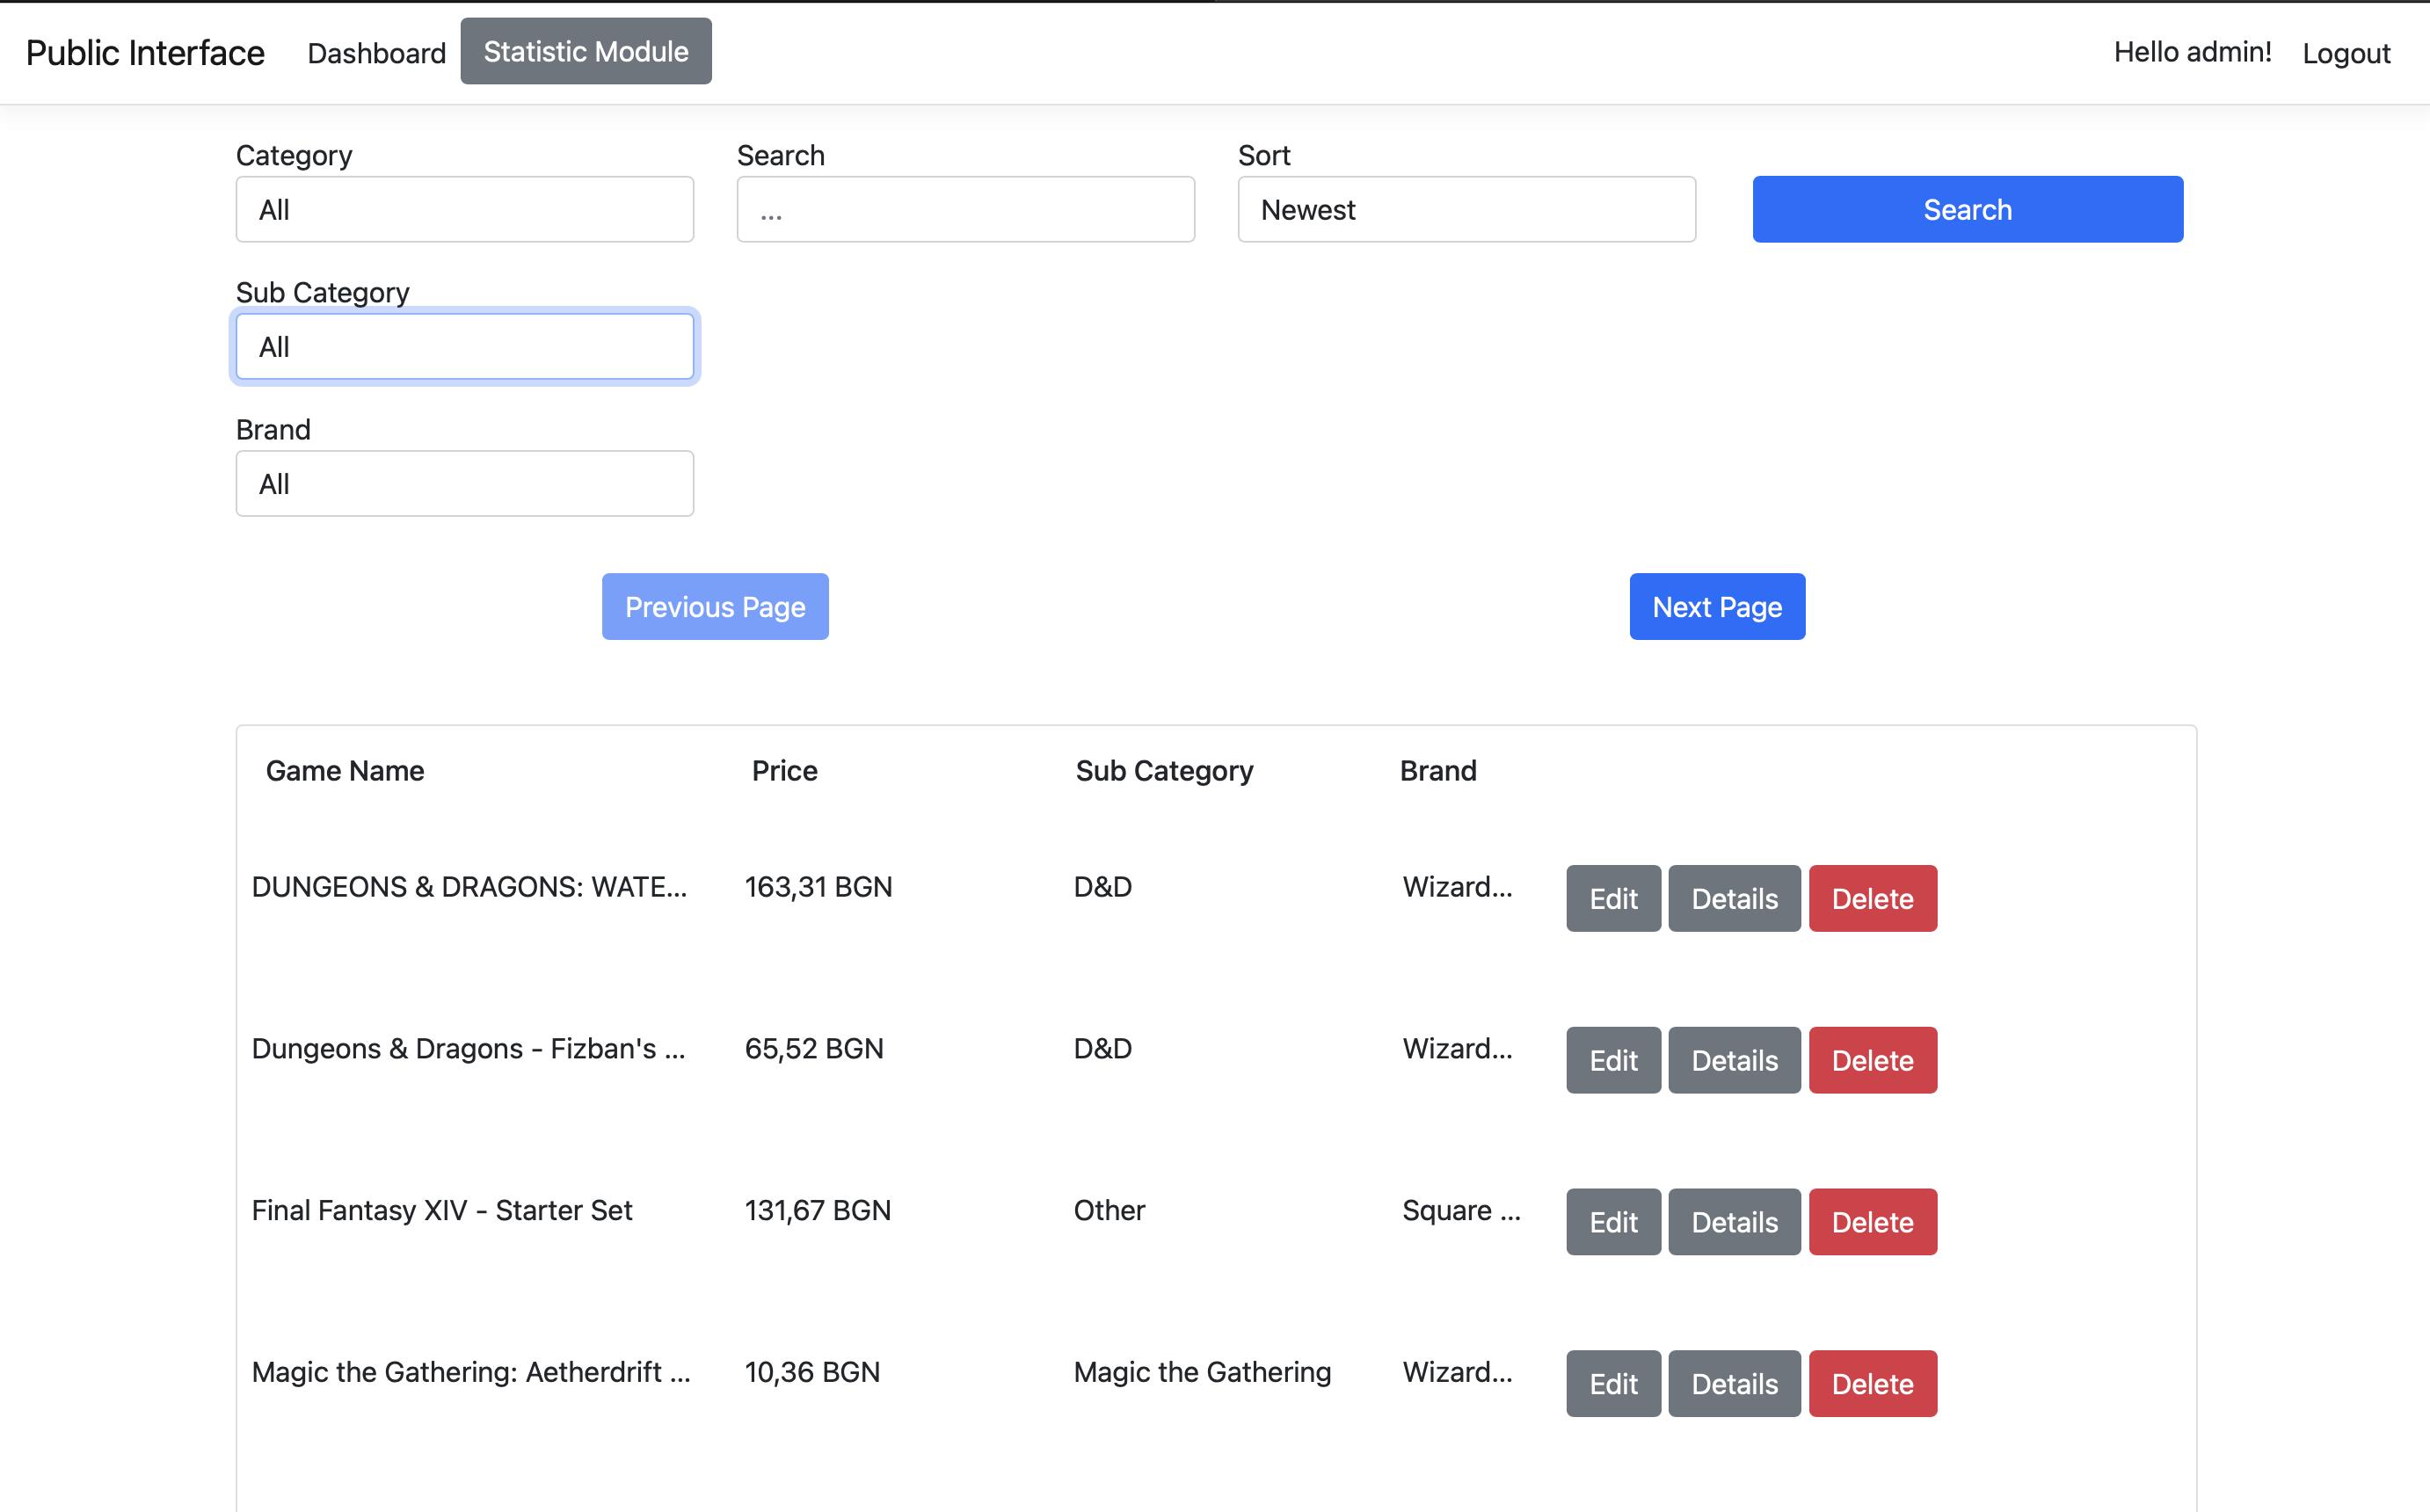 Public Interface Dashboard Statistic Module Hello admin! Logout
Category Search Sort
All ... Newest Search
Sub Category
All
Brand
All
Previous Page Next Page
Game Name Price Sub Category Brand
DUNGEONS & DRAGONS: WATE... 163,31 BGN D&D Wizard... Edit Details Delete
Dungeons & Dragons - Fizban's ... 65,52 BGN D&D Wizard... Edit Details Delete
Final Fantasy XIV - Starter Set 131,67 BGN Other Square ... Edit Details Delete
Magic the Gathering: Aetherdrift ... 10,36 BGN Magic the Gathering Wizard... Edit Details Delete